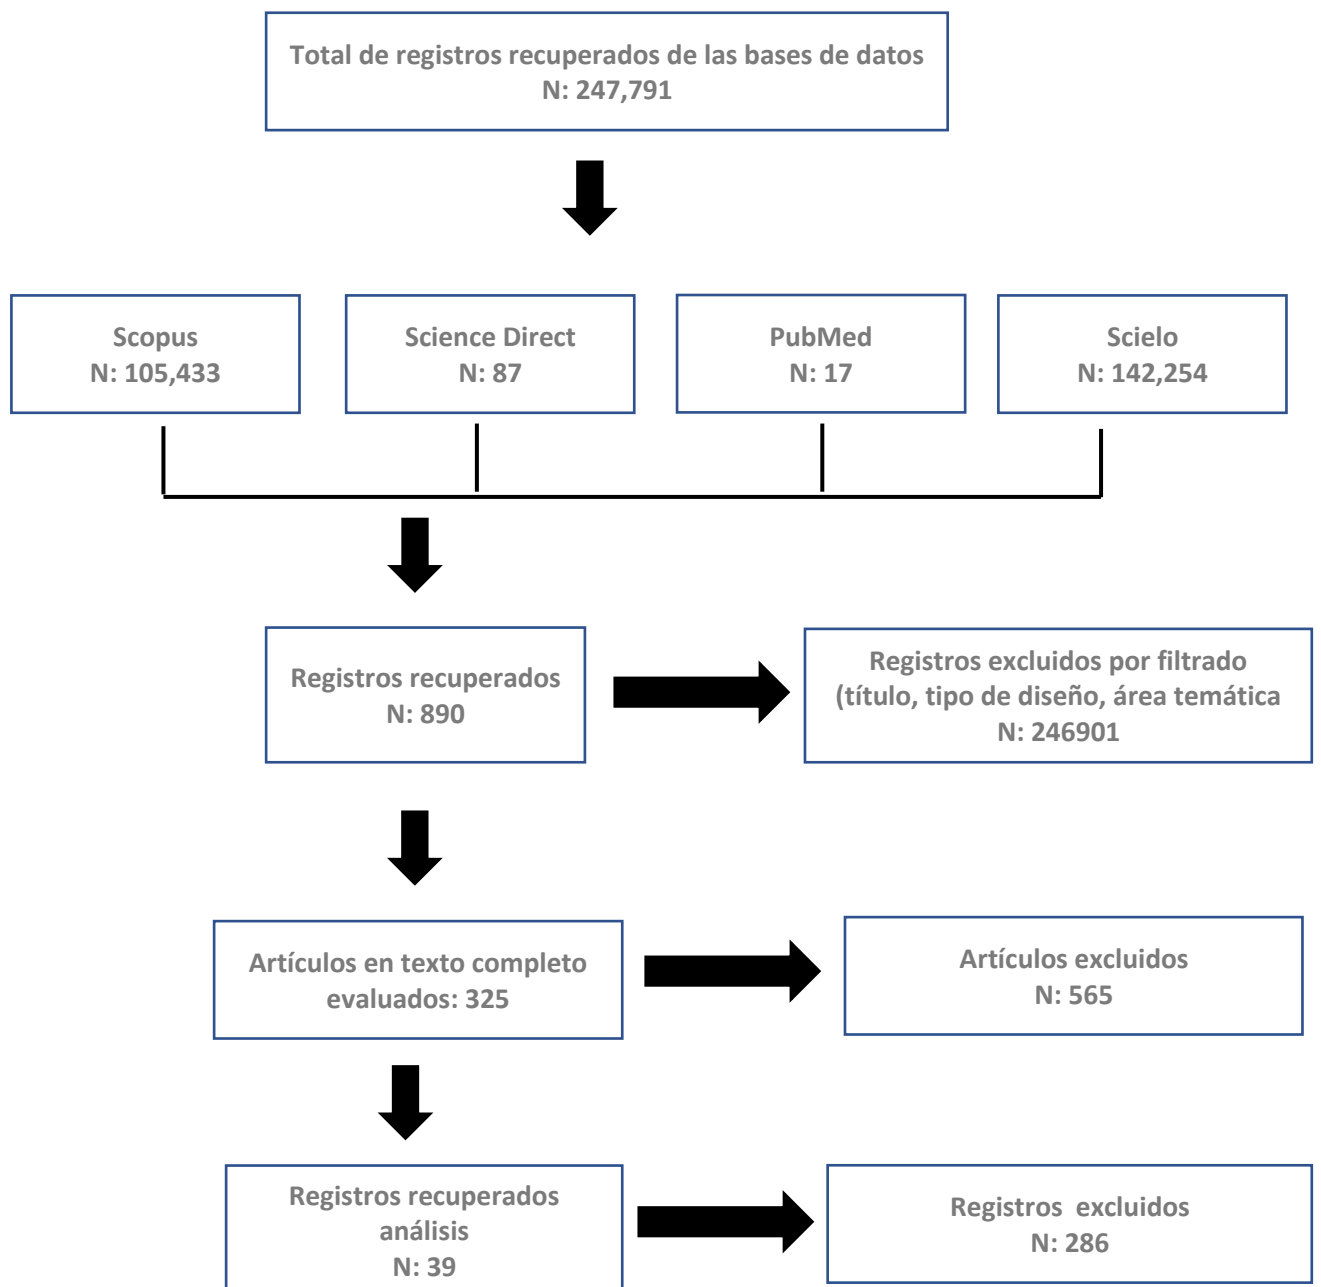 Total de registros recuperados de las bases de datos
N: 247,791
Scopus
N: 105,433
Science Direct
N: 87
PubMed
N: 17
Scielo
N: 142,254
Registros recuperados
N: 890
Registros excluidos por filtrado
(título, tipo de diseño, área temática
N: 246901
Artículos en texto completo
evaluados: 325
Artículos excluidos
N: 565
Registros recuperados
análisis
N: 39
Registros  excluidos
N: 286